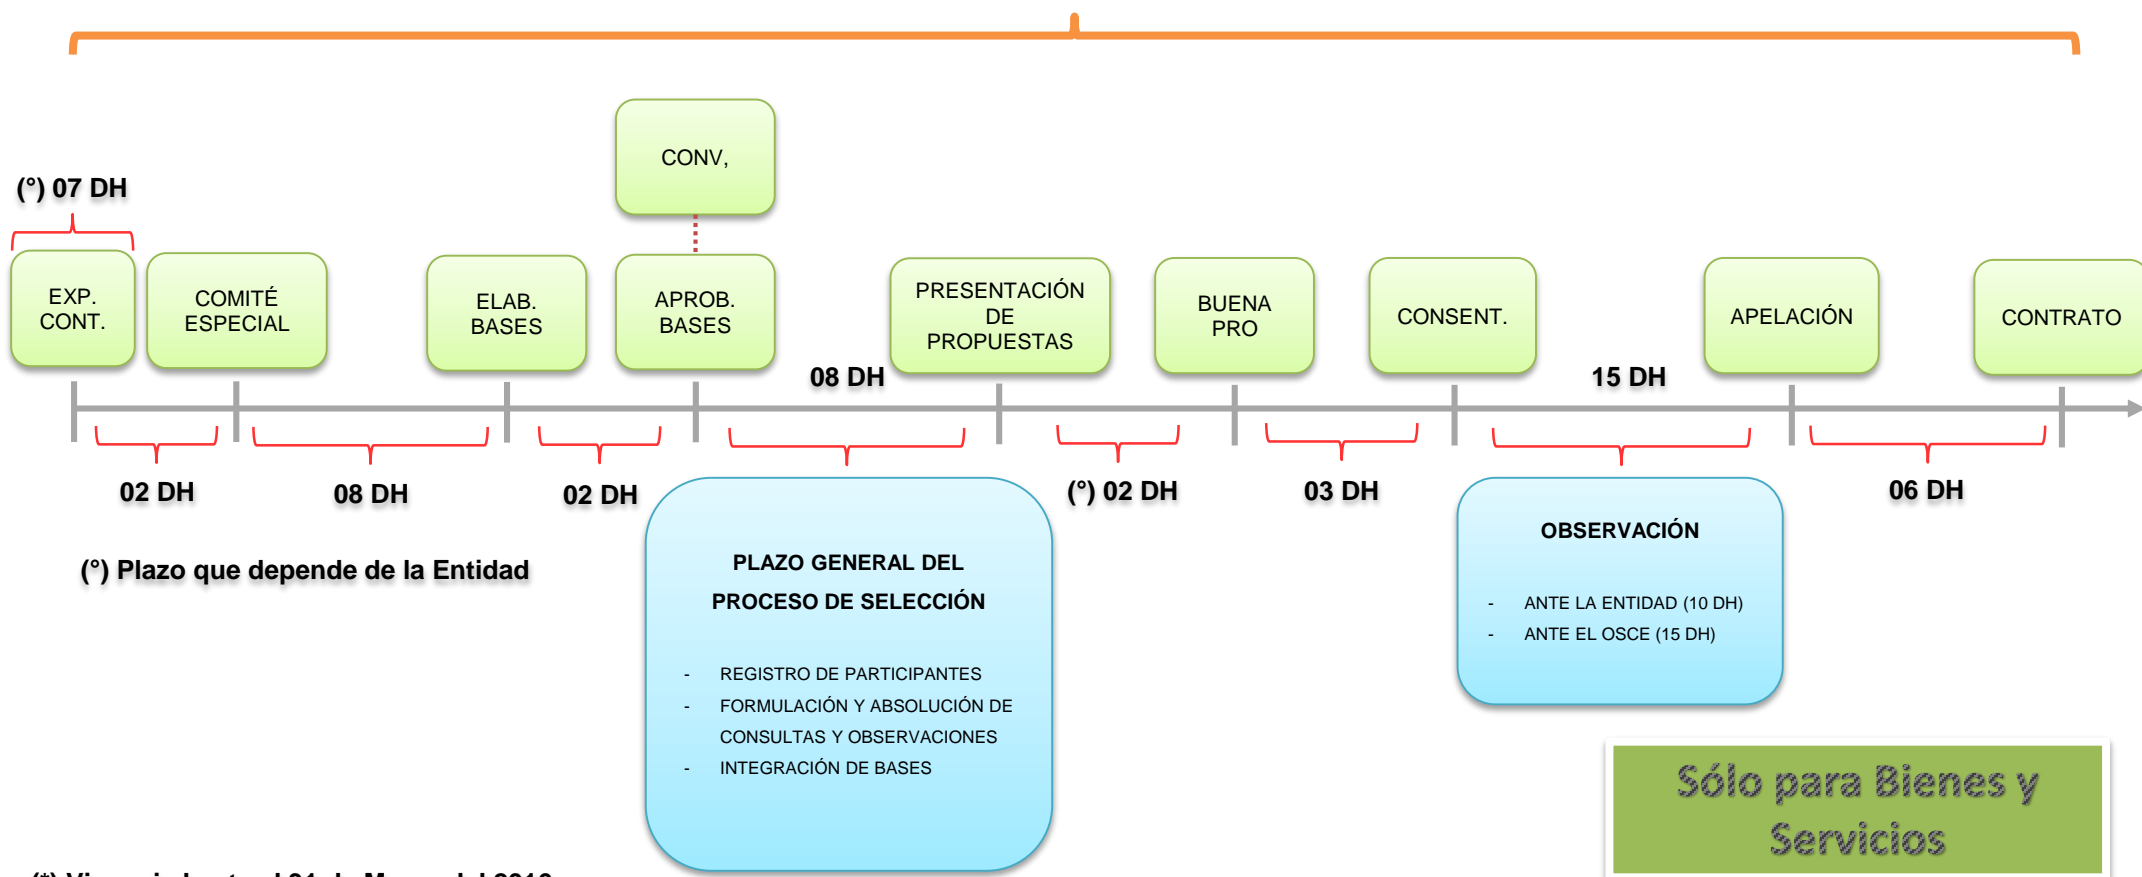 CONV,
(°) 07 DH
EXP.
CONT.
COMITÉ
ESPECIAL
ELAB.
BASES
APROB.
BASES
PRESENTACIÓN
DE
PROPUESTAS
BUENA
PRO
CONSENT.
APELACIÓN
CONTRATO
08 DH
15 DH
02 DH
08 DH
02 DH
(°) 02 DH
03 DH
06 DH
(°) Plazo que depende de la Entidad
PLAZO GENERAL DEL
PROCESO DE SELECCIÓN
- REGISTRO DE PARTICIPANTES
- FORMULACIÓN Y ABSOLUCIÓN DE
CONSULTAS Y OBSERVACIONES
- INTEGRACIÓN DE BASES
OBSERVACIÓN
- ANTE LA ENTIDAD (10 DH)
- ANTE EL OSCE (15 DH)
Sólo para Bienes y
Servicios